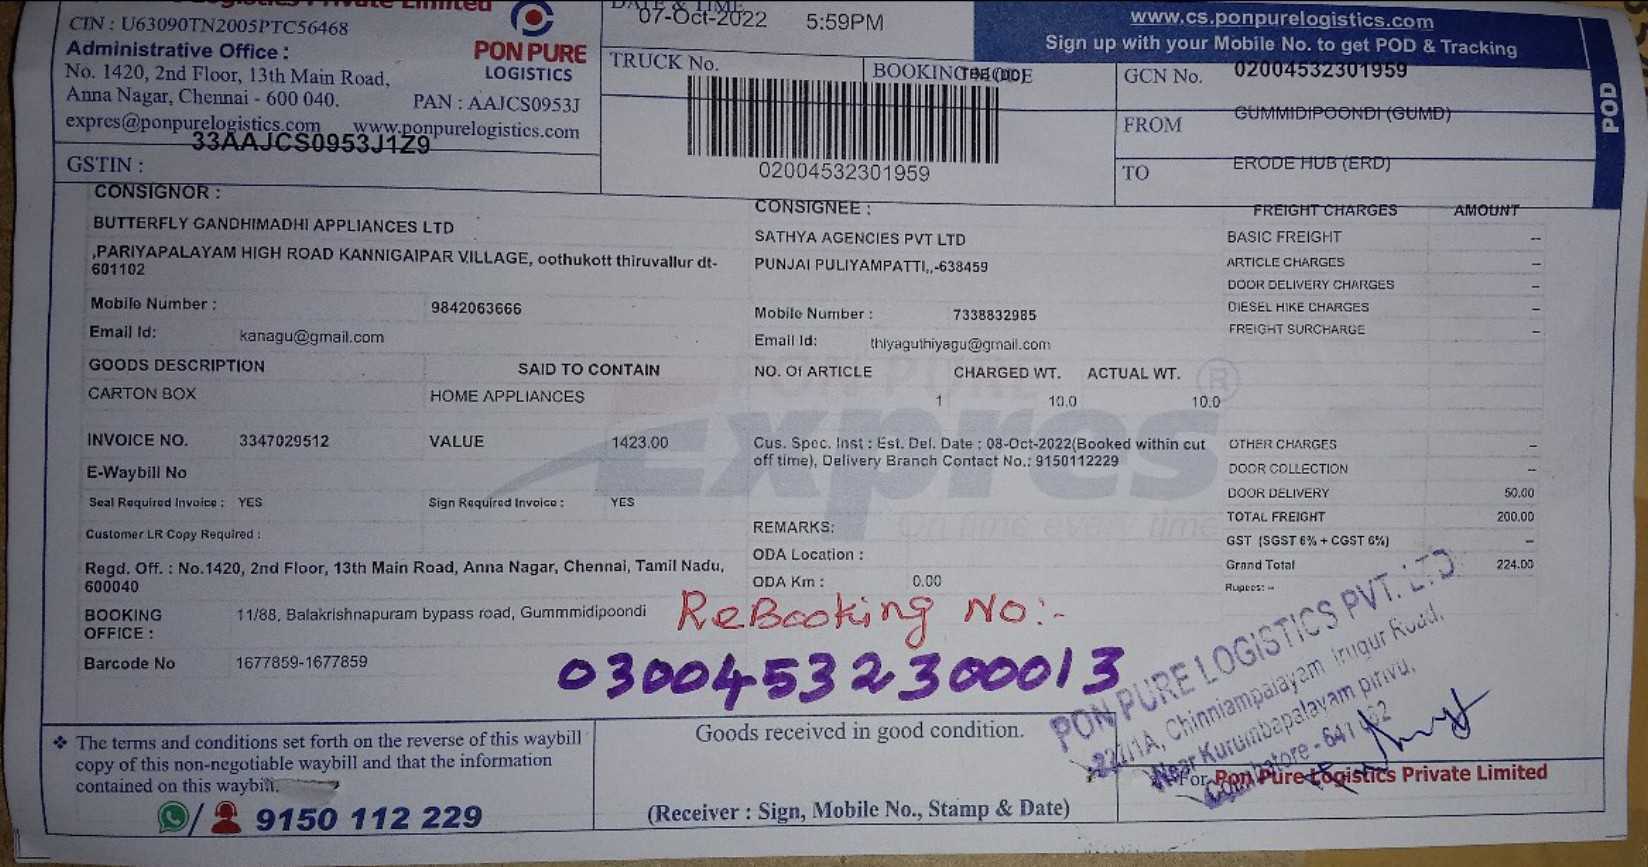 CIN : U63090TN2005PTC56468
Administrative Office :
No. 1420, 2nd Floor, 13th Main Road,
Anna Nagar, Chennai - 600 040.
PAN : AAJCS0953J
expres@ponpurelogistics.com www.ponpurelogistics.com
33AAJCS0953J1Z9
GSTIN :
PON PURE
LOGISTICS
DATE & TIME
07-Oct-2022 5:59PM
TRUCK No.
BOOKING MODE
02004532301959
www.cs.ponpurelogistics.com
Sign up with your Mobile No. to get POD & Tracking
GCN No. 02004532301959
FROM GUMMIDIPOONDI (GUMD)
TO ERODE HUB (ERD)
POD
CONSIGNOR :
BUTTERFLY GANDHIMADHI APPLIANCES LTD
,PARIYAPALAYAM HIGH ROAD KANNIGAIPAR VILLAGE, oothukott thiruvallur dt-
601102
Mobile Number : 9842063666
Email Id: kanagu@gmail.com
CONSIGNEE :
SATHYA AGENCIES PVT LTD
PUNJAI PULIYAMPATTI,,-638459
Mobile Number : 7338832985
Email Id: thiyaguthiyagu@gmail.com
FREIGHT CHARGES AMOUNT
BASIC FREIGHT --
ARTICLE CHARGES --
DOOR DELIVERY CHARGES --
DIESEL HIKE CHARGES --
FREIGHT SURCHARGE --
GOODS DESCRIPTION SAID TO CONTAIN
CARTON BOX HOME APPLIANCES
NO. Of ARTICLE CHARGED WT. ACTUAL WT.
1 10.0 10.0
INVOICE NO. 3347029512 VALUE 1423.00
E-Waybill No
Seal Required Invoice : YES Sign Required Invoice : YES
Customer LR Copy Required :
Cus. Spec. Inst : Est. Del. Date : 08-Oct-2022(Booked within cut
off time), Delivery Branch Contact No.: 9150112229
REMARKS:
ODA Location :
ODA Km : 0.00
Expres
On time every time
OTHER CHARGES --
DOOR COLLECTION --
DOOR DELIVERY 50.00
TOTAL FREIGHT 200.00
GST (SGST 6% + CGST 6%) --
Grand Total 224.00
Rupees: --
Regd. Off. : No.1420, 2nd Floor, 13th Main Road, Anna Nagar, Chennai, Tamil Nadu,
600040
BOOKING
OFFICE :
11/88, Balakrishnapuram bypass road, Gummmidipoondi
Barcode No 1677859-1677859
ReBooking No:-
03004532300013
PON PURE LOGISTICS PVT. LTD
Chinniampalayam Irugur Road,
Near Kurumbapalayam pirivu,
Coimbatore - 641 062
❖ The terms and conditions set forth on the reverse of this waybill
copy of this non-negotiable waybill and that the information
contained on this waybill.
9150 112 229
Goods received in good condition.
(Receiver : Sign, Mobile No., Stamp & Date)
For Pon Pure Logistics Private Limited